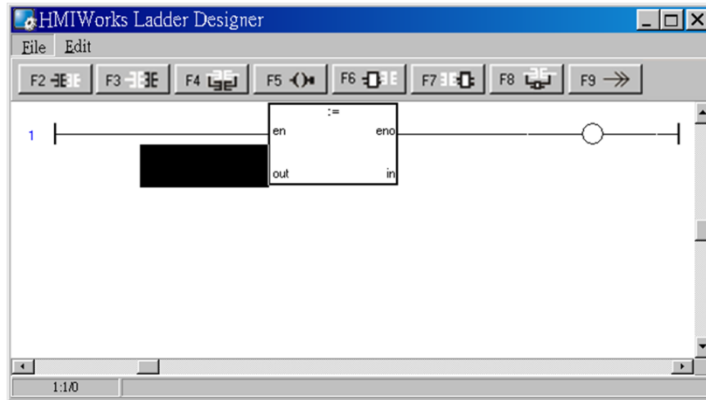 HMIWorks Ladder Designer
File Edit
F2 F3 F4 F5 F6 F7 F8 F9
:=
1 en eno
out in
1:1/0